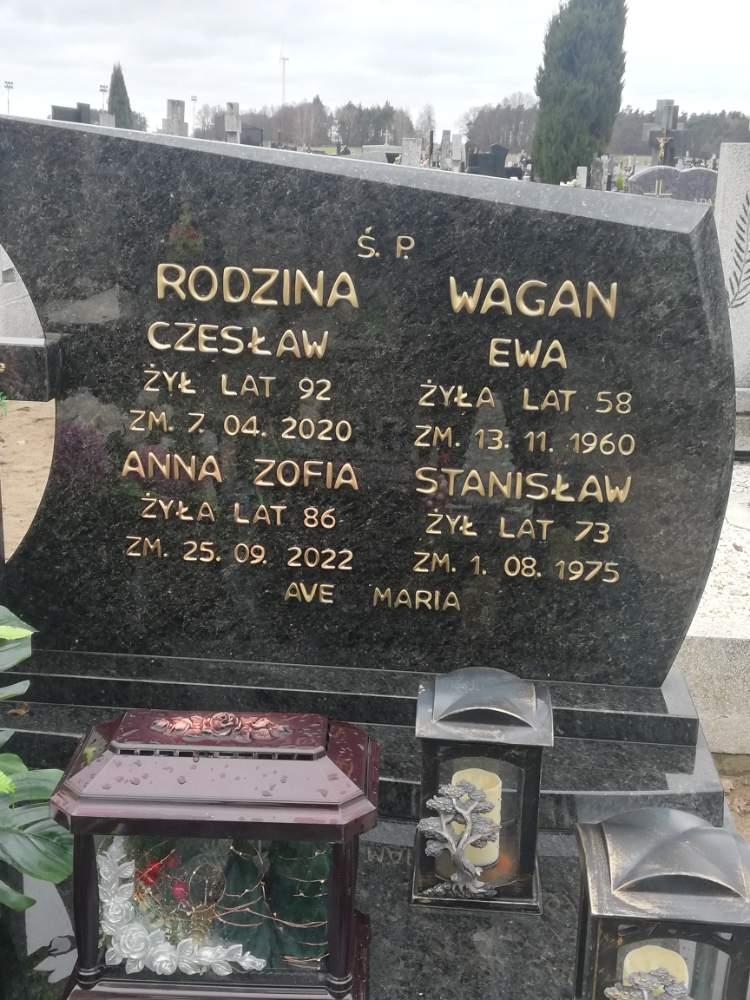 Ś. P.
RODZINA WAGAN
CZESŁAW
ŻYŁ LAT 92
ZM. 7. 04. 2020
ANNA ZOFIA
ŻYŁA LAT 86
ZM. 25. 09. 2022
EWA
ŻYŁA LAT 58
ZM. 13. 11. 1960
STANISŁAW
ŻYŁ LAT 73
ZM. 1. 08. 1975
AVE MARIA